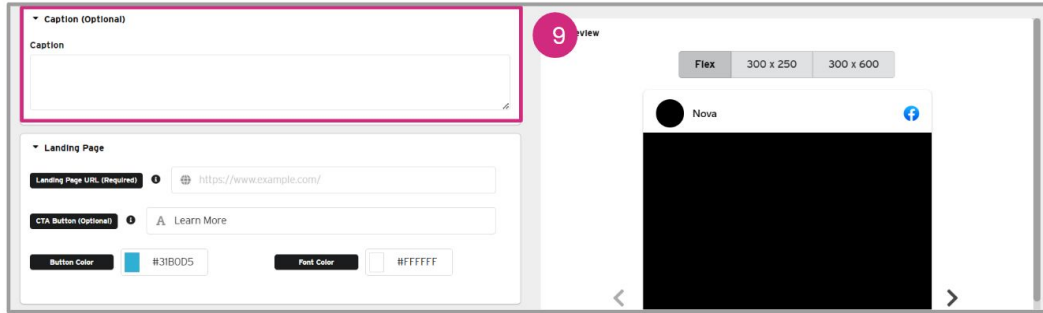 Caption (Optional)
Caption
9
eview
Flex 300 x 250 300 x 600
Nova
Landing Page
Landing Page URL (Required) https://www.example.com/
CTA Button (Optional) A Learn More
Button Color #31B0D5 Font Color #FFFFFF